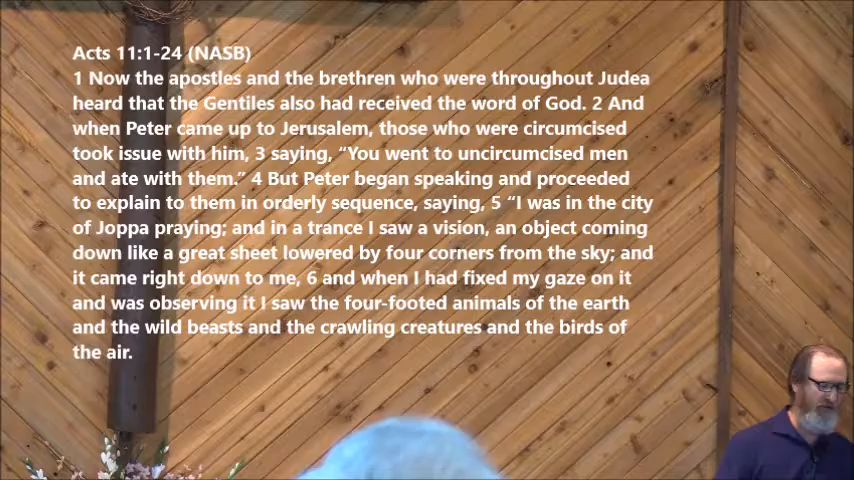 Acts 11:1-24 (NASB)
1 Now the apostles and the brethren who were throughout Judea
heard that the Gentiles also had received the word of God. 2 And
when Peter came up to Jerusalem, those who were circumcised
took issue with him, 3 saying, “You went to uncircumcised men
and ate with them.” 4 But Peter began speaking and proceeded
to explain to them in orderly sequence, saying, 5 “I was in the city
of Joppa praying; and in a trance I saw a vision, an object coming
down like a great sheet lowered by four corners from the sky; and
it came right down to me, 6 and when I had fixed my gaze on it
and was observing it I saw the four-footed animals of the earth
and the wild beasts and the crawling creatures and the birds of
the air.